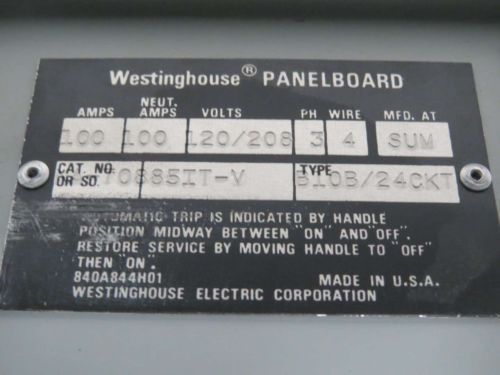 Westinghouse® PANELBOARD
AMPS NEUT. AMPS VOLTS PH WIRE MFD. AT
100 100 120/208 3 4 SUM
CAT. NO. OR SO. TYPE
B10B/24CKT
AUTOMATIC TRIP IS INDICATED BY HANDLE
POSITION MIDWAY BETWEEN "ON" AND "OFF".
RESTORE SERVICE BY MOVING HANDLE TO "OFF"
THEN "ON".
840A844H01 MADE IN U.S.A.
WESTINGHOUSE ELECTRIC CORPORATION